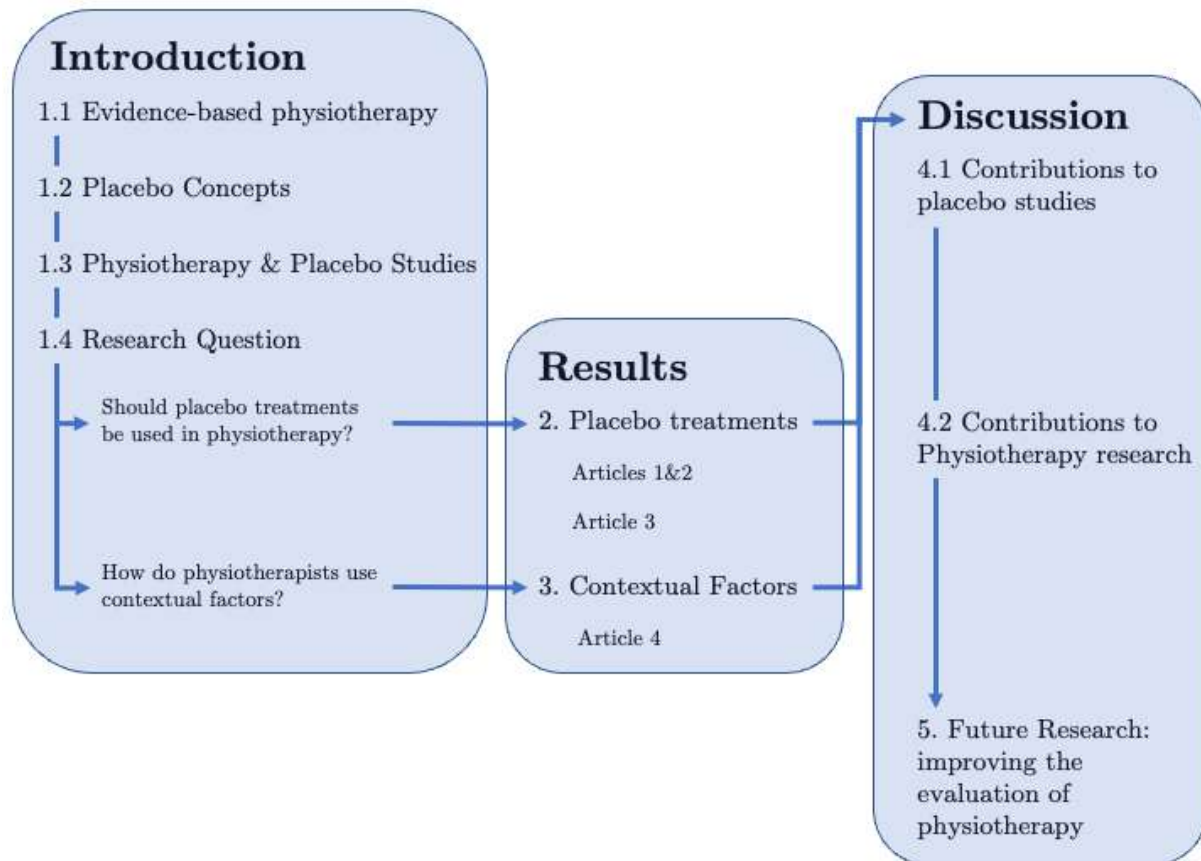 Introduction
1.1 Evidence-based physiotherapy
1.2 Placebo Concepts
1.3 Physiotherapy & Placebo Studies
1.4 Research Question
Should placebo treatments
be used in physiotherapy?
How do physiotherapists use
contextual factors?
Results
2. Placebo treatments
Articles 1&2
Article 3
3. Contextual Factors
Article 4
Discussion
4.1 Contributions to
placebo studies
4.2 Contributions to
Physiotherapy research
5. Future Research:
improving the
evaluation of
physiotherapy